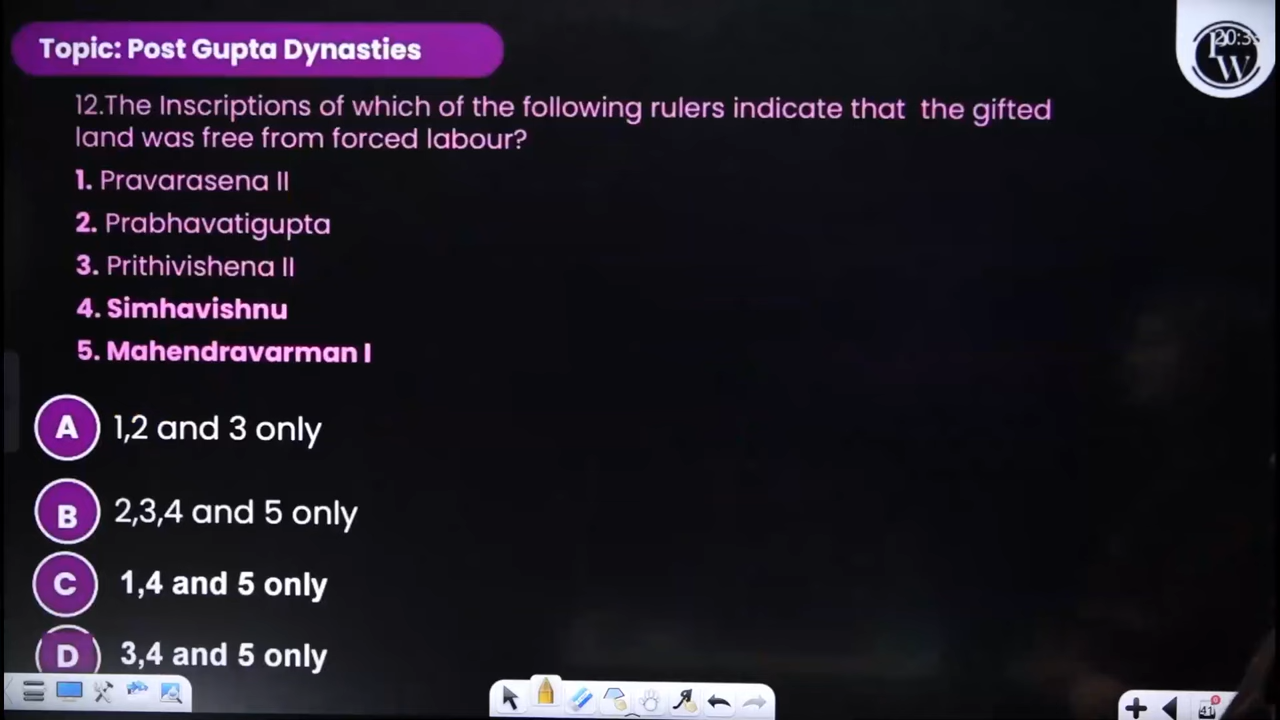 Topic: Post Gupta Dynasties
12.The Inscriptions of which of the following rulers indicate that the gifted
land was free from forced labour?
1. Pravarasena II
2. Prabhavatigupta
3. Prithivishena II
4. Simhavishnu
5. Mahendravarman I
A 1,2 and 3 only
B 2,3,4 and 5 only
C 1,4 and 5 only
D 3,4 and 5 only